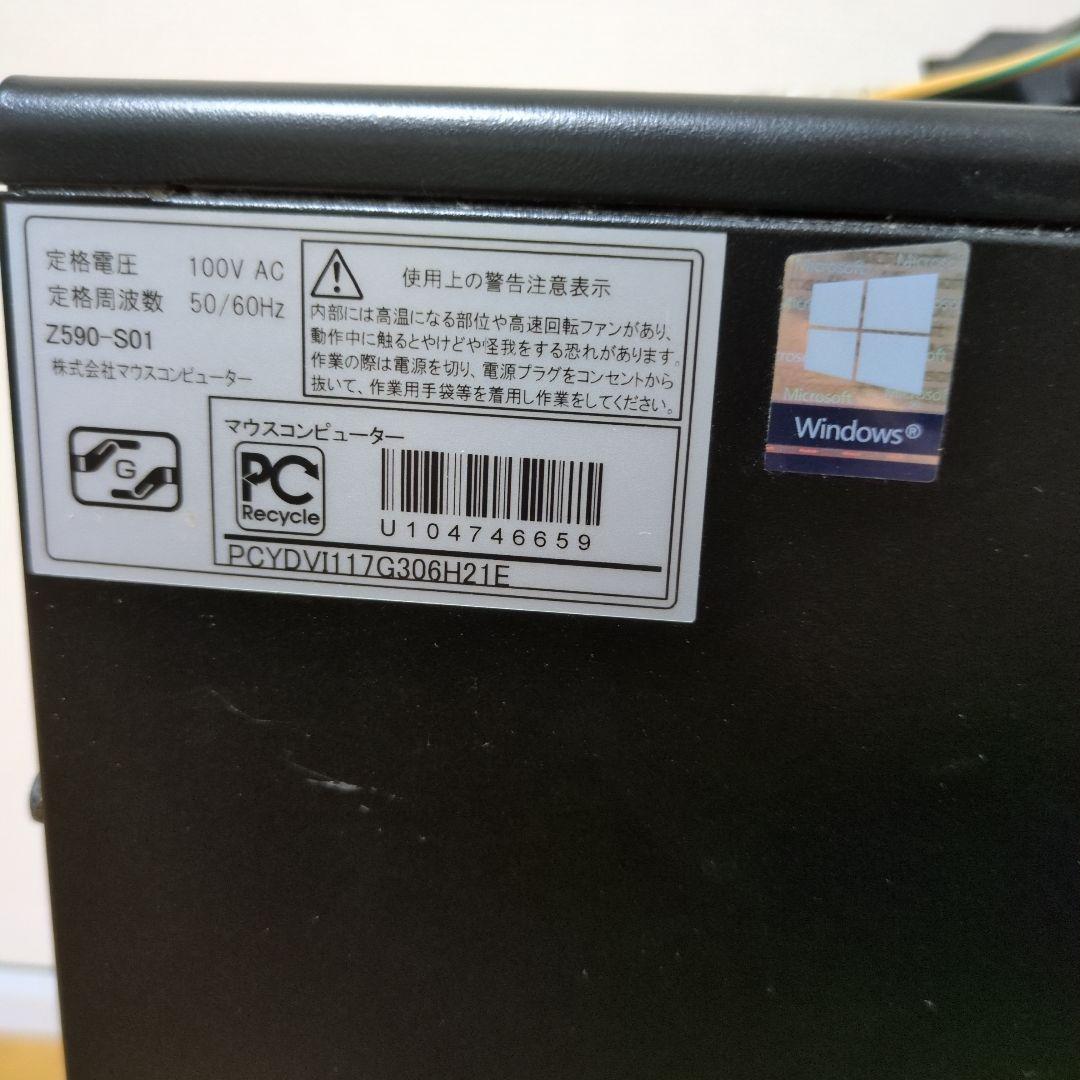 定格電圧 100V AC
定格周波数 50/60Hz
Z590-S01
株式会社マウスコンピューター
使用上の警告注意表示
内部には高温になる部位や高速回転ファンがあり、
動作中に触るとやけどや怪我をする恐れがあります。
作業の際は電源を切り、電源プラグをコンセントから
抜いて、作業用手袋等を着用し作業をしてください。
G
マウスコンピューター
PC
Recycle
U104746659
PCYDVI117G306H21E
Microsoft
Microsoft
Microsoft
Microsoft
Windows®